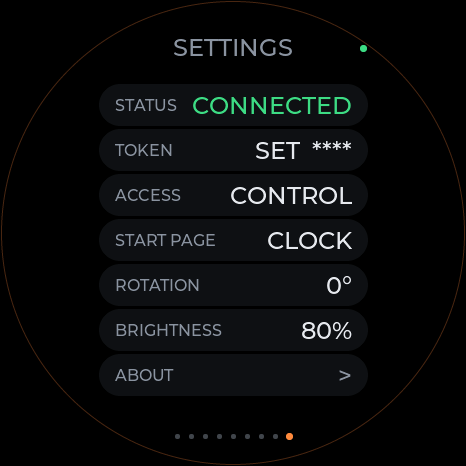 SETTINGS
STATUS CONNECTED
TOKEN SET ****
ACCESS CONTROL
START PAGE CLOCK
ROTATION 0°
BRIGHTNESS 80%
ABOUT >